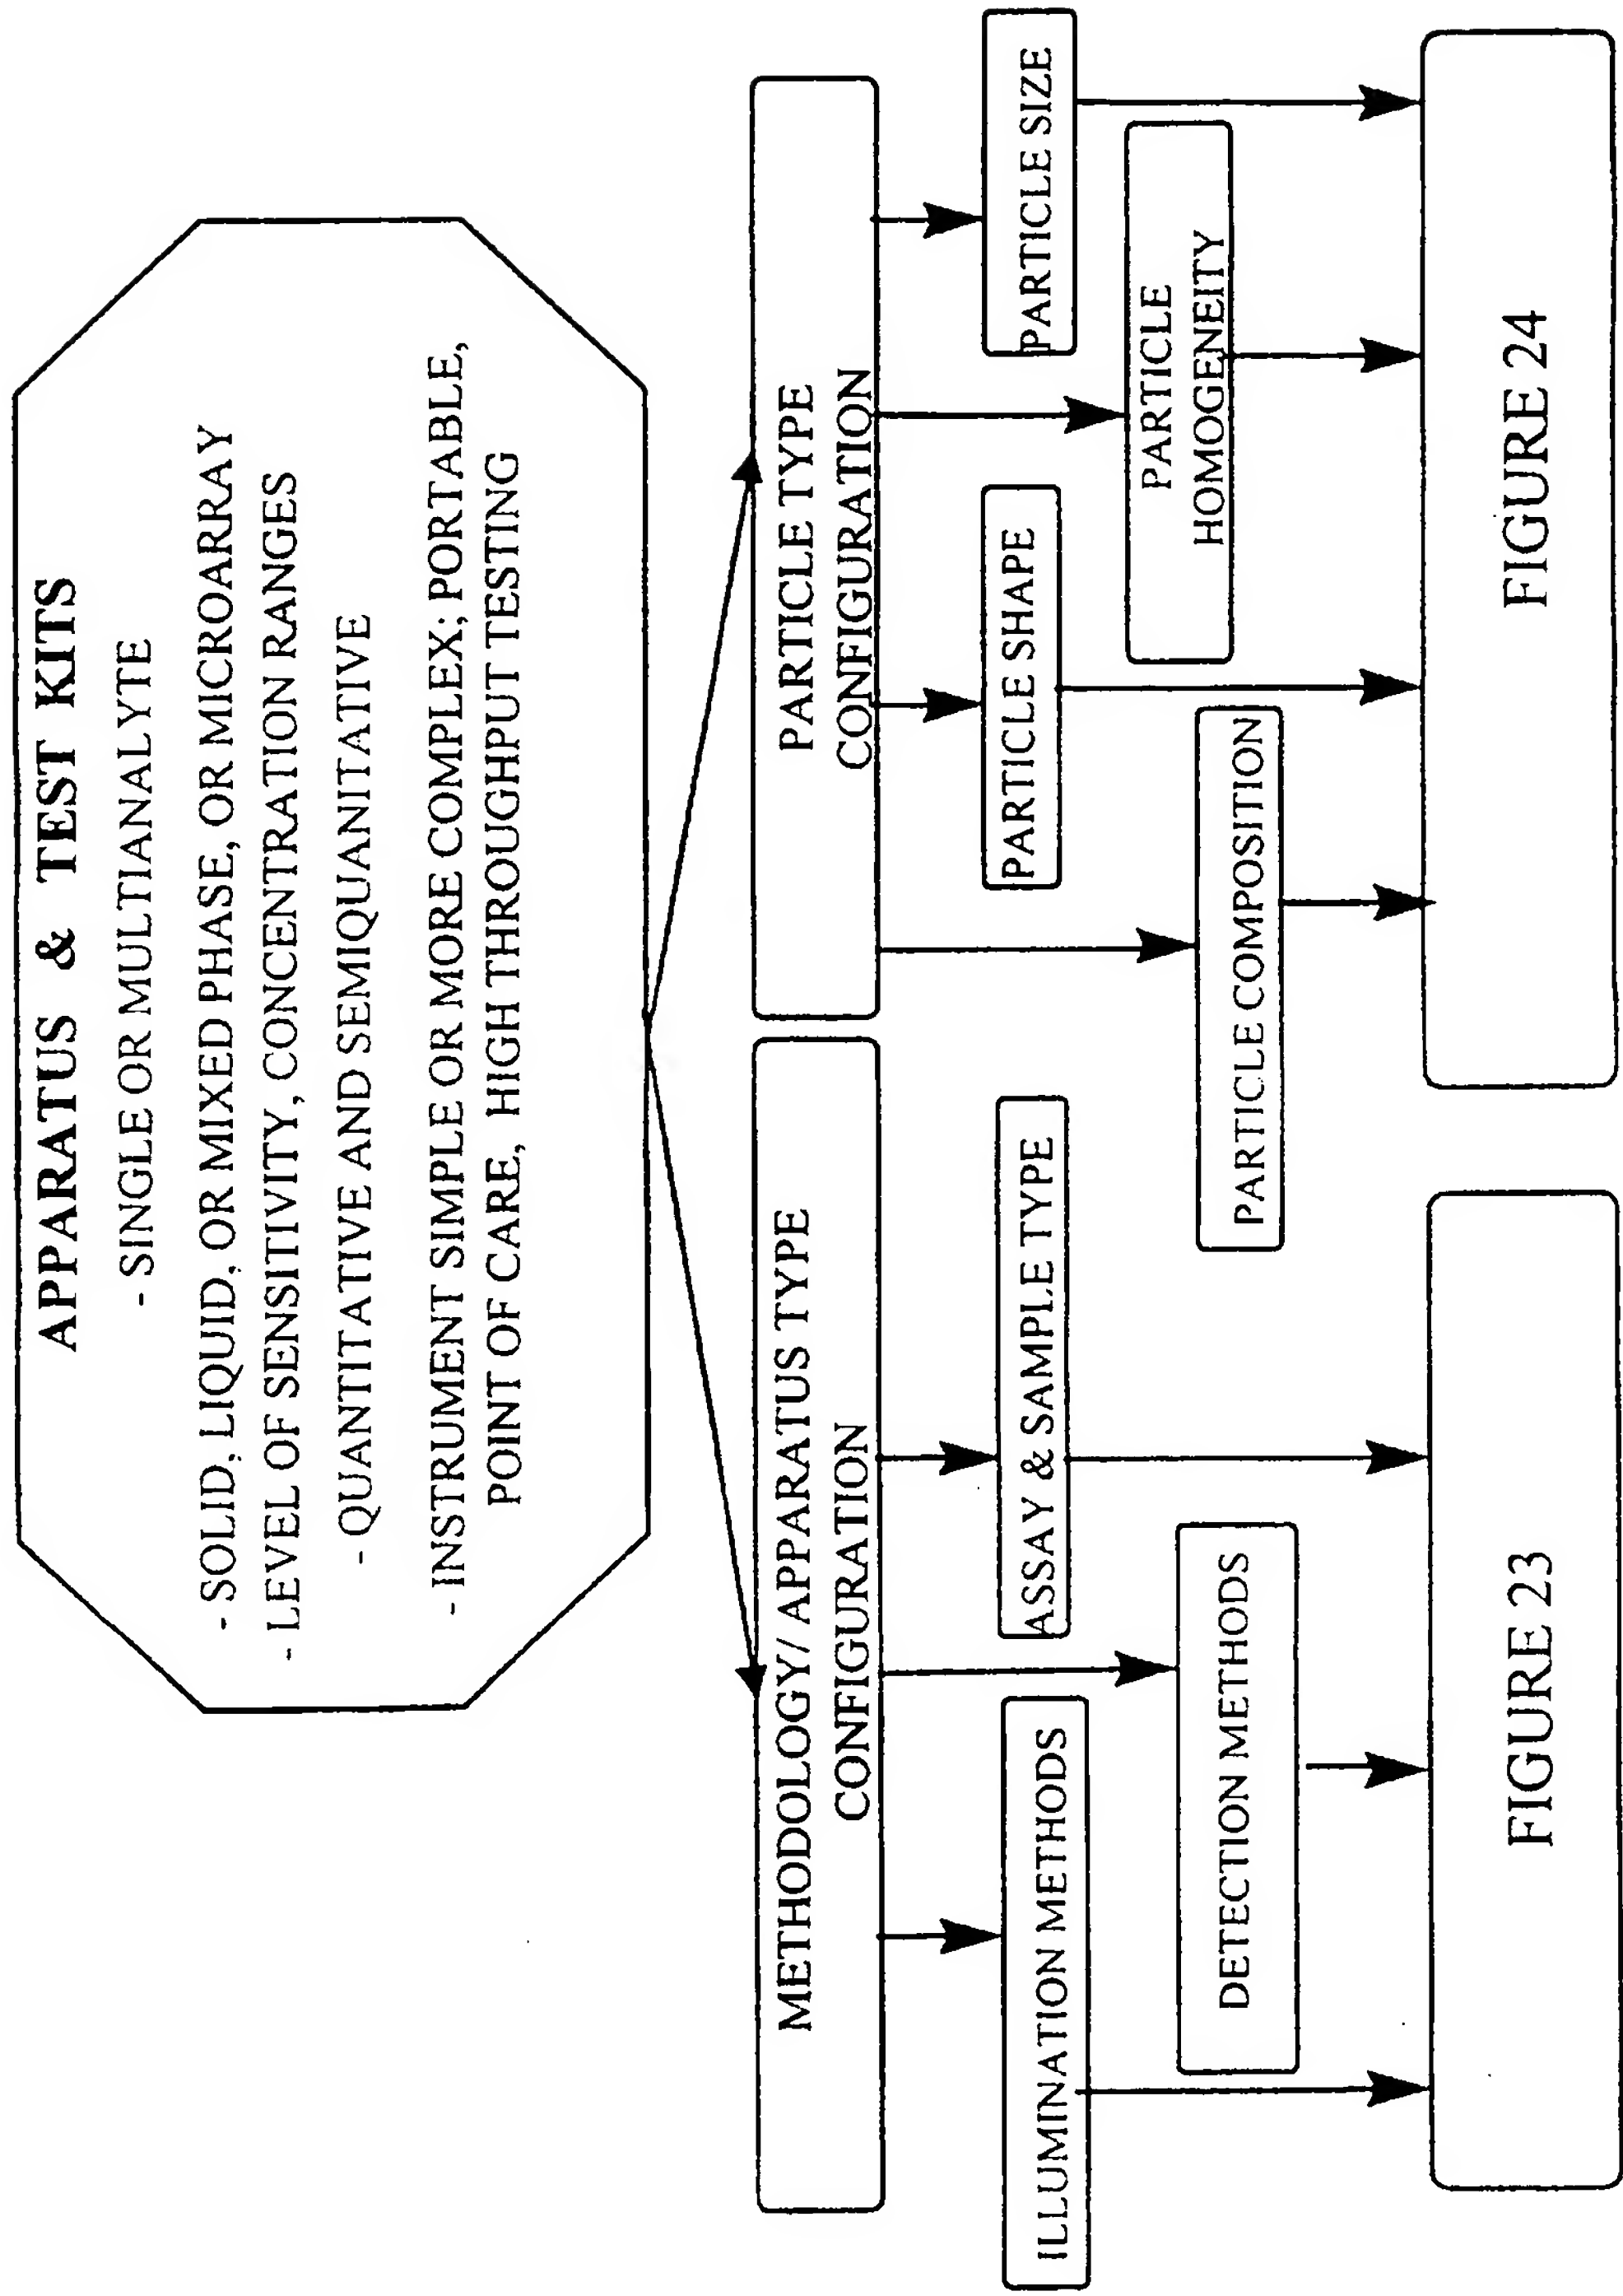 APPARATUS & TEST KITS
- SINGLE OR MULTIANALYTE
- SOLID, LIQUID, OR MIXED PHASE, OR MICROARRAY
- LEVEL OF SENSITIVITY, CONCENTRATION RANGES
- QUANTITATIVE AND SEMIQUANITATIVE
- INSTRUMENT SIMPLE OR MORE COMPLEX; PORTABLE,
POINT OF CARE, HIGH THROUGHPUT TESTING
METHODOLOGY/ APPARATUS TYPE
CONFIGURATION
PARTICLE TYPE
CONFIGURATION
ILLUMINATION METHODS
DETECTION METHODS
ASSAY & SAMPLE TYPE
PARTICLE COMPOSITION
PARTICLE SHAPE
PARTICLE
HOMOGENEITY
PARTICLE SIZE
FIGURE 23
FIGURE 24